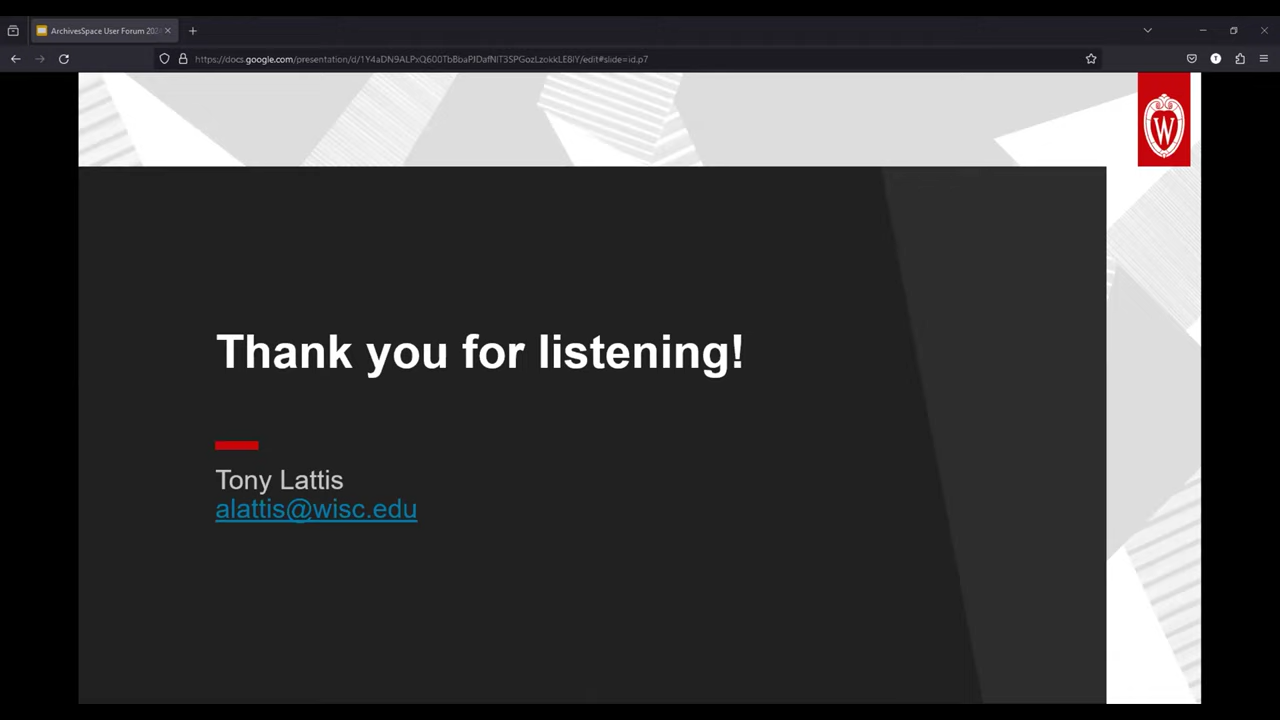 ArchivesSpace User Forum 202
https://docs.google.com/presentation/d/1Y4aDN9ALPxQ600TbBbaPJDafNIT3SPGozLzokkLE8IY/edit#slide=id.p7
T
W
Thank you for listening!
Tony Lattis
alattis@wisc.edu